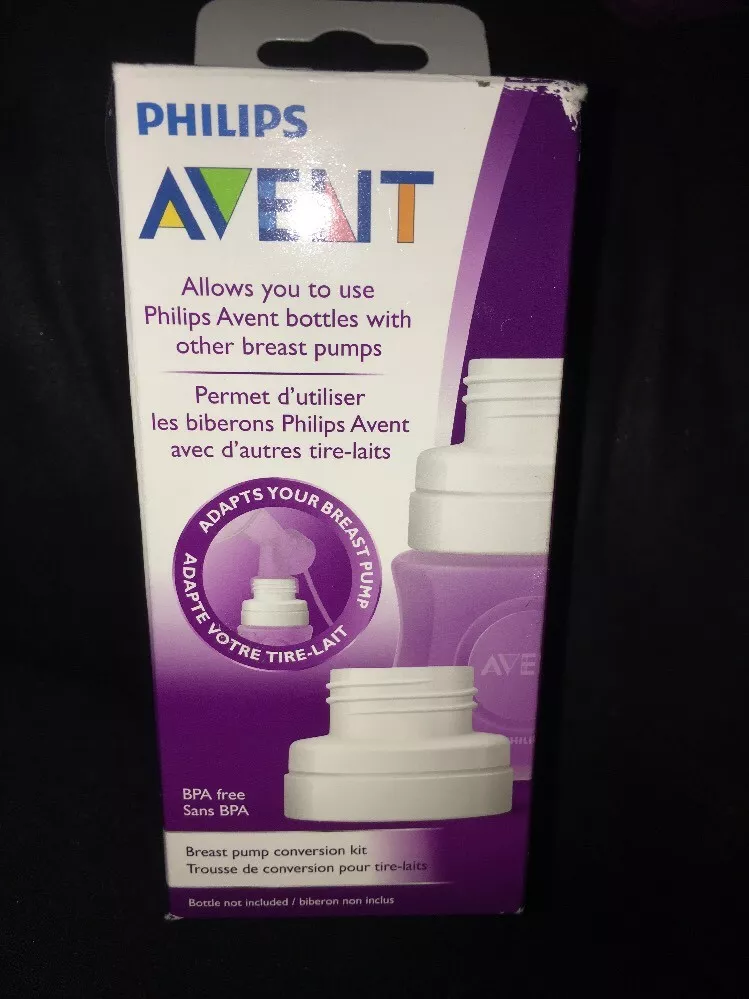 PHILIPS
AVENT
Allows you to use
Philips Avent bottles with
other breast pumps
Permet d'utiliser
les biberons Philips Avent
avec d'autres tire-laits
ADAPTS YOUR BREAST PUMP
ADAPTE VOTRE TIRE-LAIT
AVE
PHILI
BPA free
Sans BPA
Breast pump conversion kit
Trousse de conversion pour tire-laits
Bottle not included / biberon non inclus